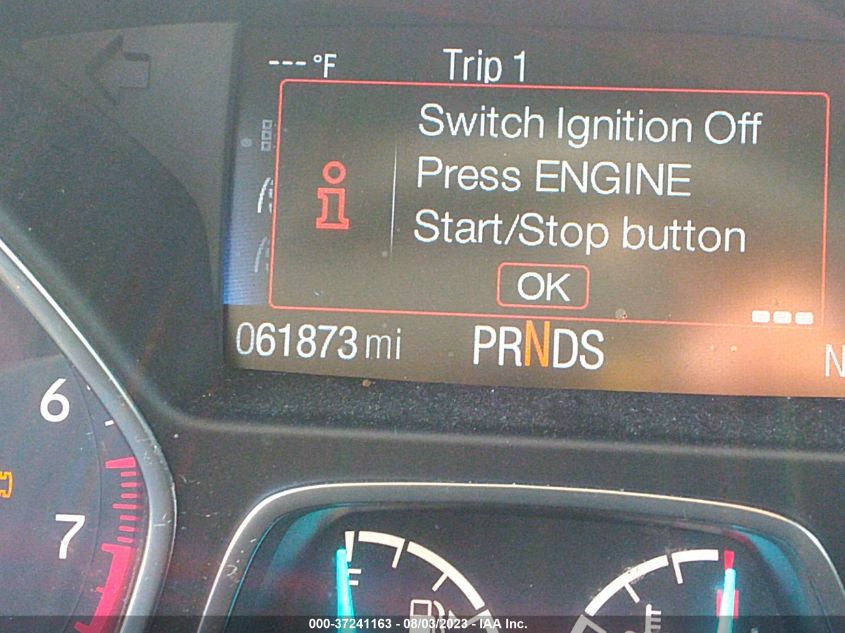 --- °F Trip 1
Switch Ignition Off
Press ENGINE
Start/Stop button
OK
061873 mi PRNDS N
6
7
F
000-37241163 - 08/03/2023 - IAA Inc.